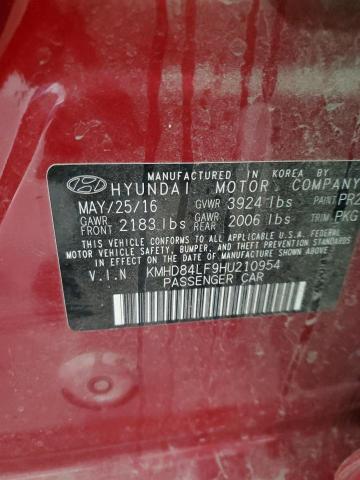 MANUFACTURED IN KOREA BY
HYUNDAI MOTOR COMPANY
MAY/25/16 GVWR 3924 lbs PAINT
GAWR FRONT 2183 lbs GAWR REAR 2006 lbs TRIM PKG
THIS VEHICLE CONFORMS TO ALL APPLICABLE
U.S.A. FEDERAL
MOTOR VEHICLE SAFETY, BUMPER, AND THEFT PREVENTION
STANDARDS IN EFFECT ON THE DATE OF MANUFACTURE
SHOWN ABOVE.
V.I.N KMHD84LF9HU210954
PASSENGER CAR